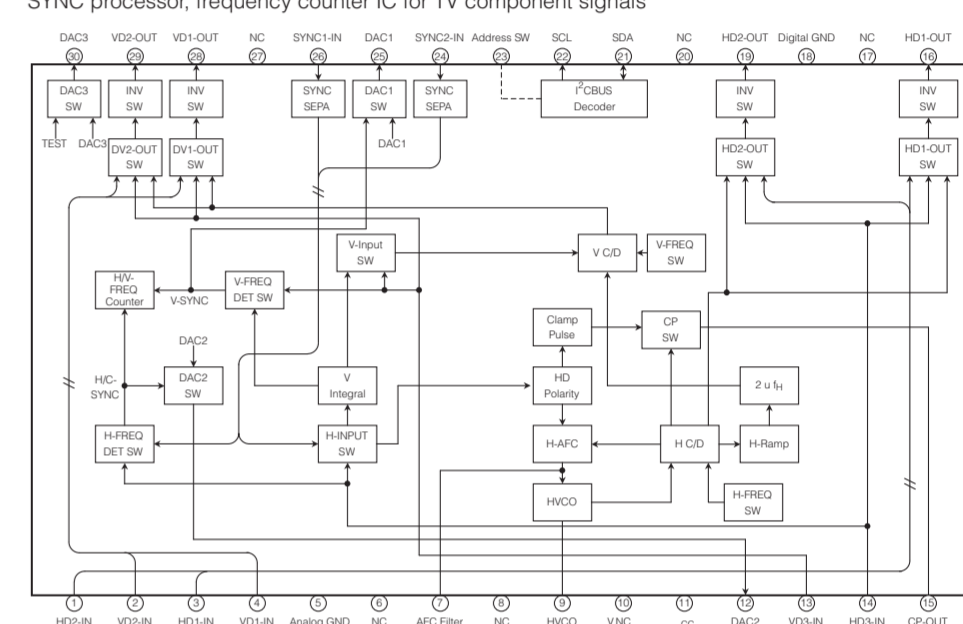 SYNC processor, frequency counter IC for TV component signals
DAC3 VD2-OUT VD1-OUT NC SYNC1-IN DAC1 SYNC2-IN Address SW SCL SDA NC HD2-OUT Digital GND NC HD1-OUT
30 29 28 27 26 25 24 23 22 21 20 19 18 17 16
DAC3 SW
INV SW
INV SW
SYNC SEPA
DAC1 SW
SYNC SEPA
I²CBUS Decoder
INV SW
INV SW
TEST DAC3
DV2-OUT SW
DV1-OUT SW
DAC1
HD2-OUT SW
HD1-OUT SW
V-Input SW
V C/D
V-FREQ SW
H/V-FREQ Counter
V-SYNC
V-FREQ DET SW
Clamp Pulse
CP SW
DAC2
H/C-SYNC
DAC2 SW
V Integral
HD Polarity
2 υ fH
H-FREQ DET SW
H-INPUT SW
H-AFC
H C/D
H-Ramp
HVCO
H-FREQ SW
1 2 3 4 5 6 7 8 9 10 11 12 13 14 15
HD2-IN VD2-IN HD1-IN VD1-IN Analog GND NC AFC Filter NC HVCO V.NC CC DAC2 VD3-IN HD3-IN CP-OUT